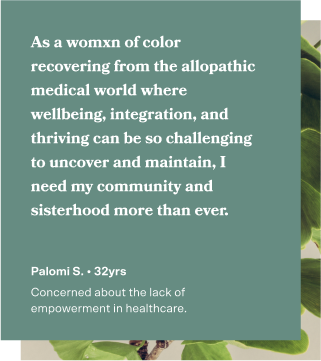 As a womxn of color
recovering from the allopathic
medical world where
wellbeing, integration, and
thriving can be so challenging
to uncover and maintain, I
need my community and
sisterhood more than ever.
Palomi S. • 32yrs
Concerned about the lack of
empowerment in healthcare.